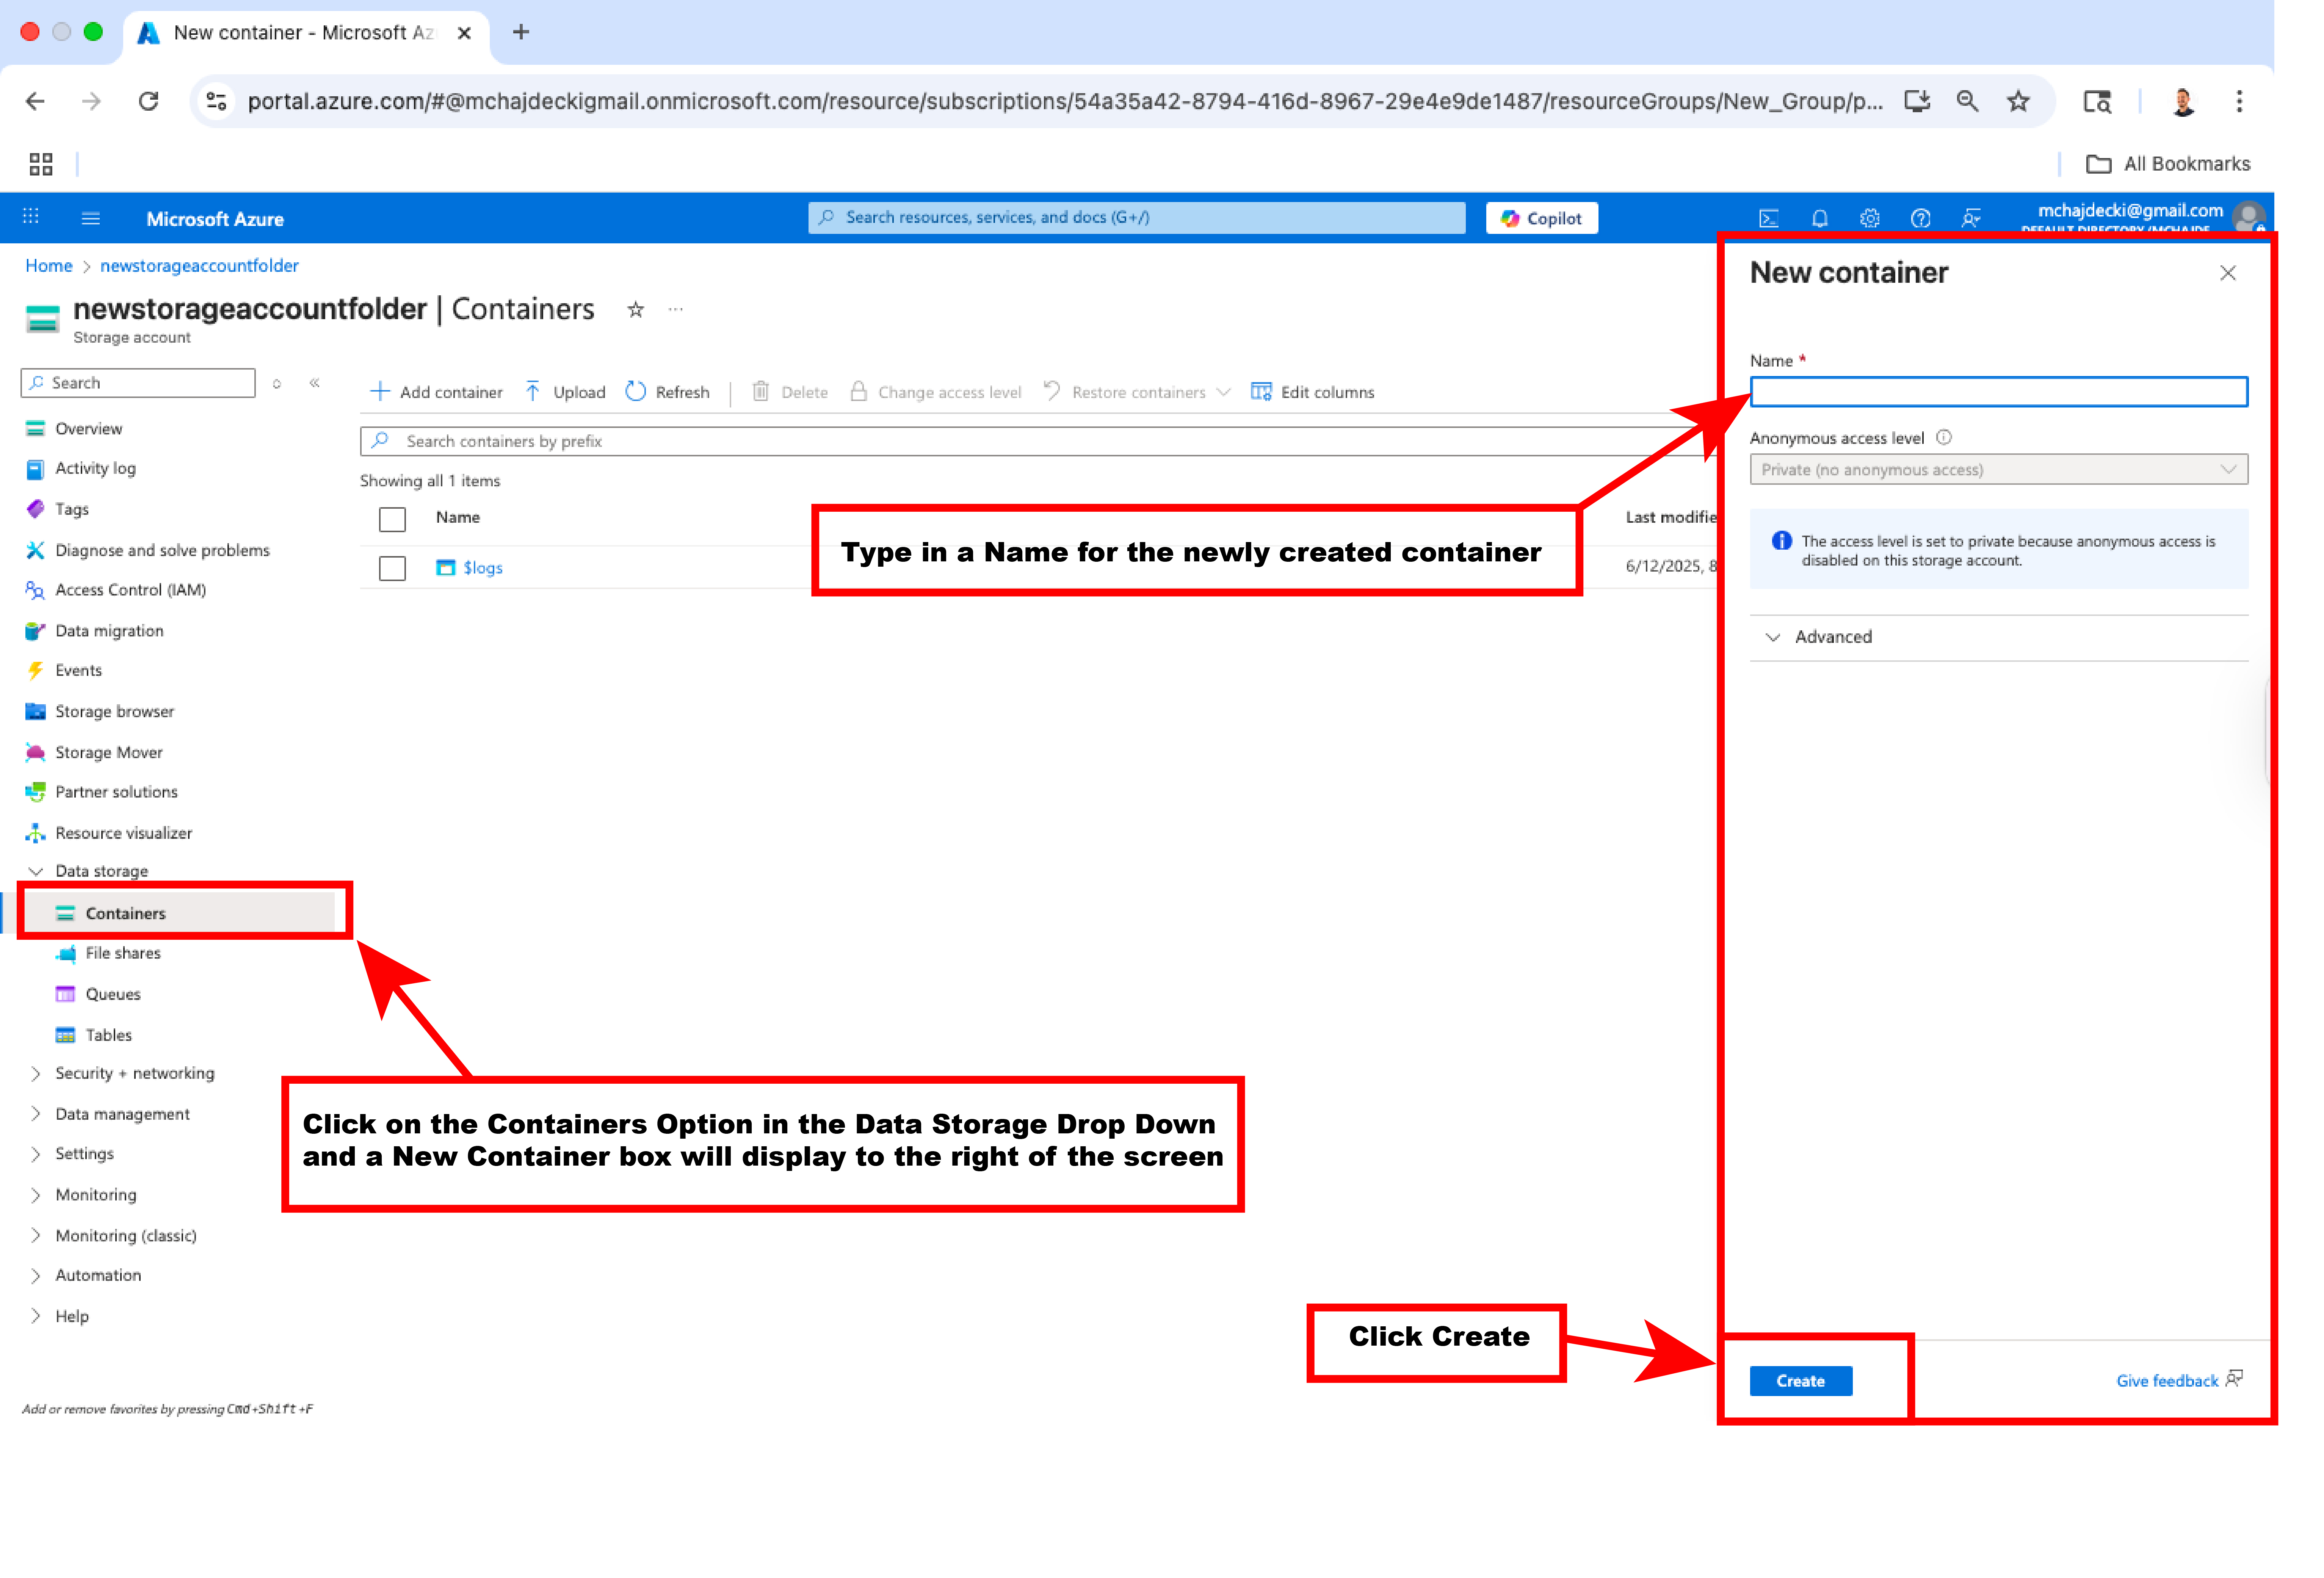 New container - Microsoft Az
portal.azure.com/#@mchajdeckigmail.onmicrosoft.com/resource/subscriptions/54a35a42-8794-416d-8967-29e4e9de1487/resourceGroups/New_Group/p...
All Bookmarks
Microsoft Azure
Search resources, services, and docs (G+/)
Copilot
mchajdecki@gmail.com
DEFAULT DIRECTORY (MCHAJDE...
Home > newstorageaccountfolder
newstorageaccountfolder | Containers
Storage account
Search
Add container
Upload
Refresh
Delete
Change access level
Restore containers
Edit columns
Search containers by prefix
Showing all 1 items
Name
Last modifie
$logs
6/12/2025, 8
Overview
Activity log
Tags
Diagnose and solve problems
Access Control (IAM)
Data migration
Events
Storage browser
Storage Mover
Partner solutions
Resource visualizer
Data storage
Containers
File shares
Queues
Tables
Security + networking
Data management
Settings
Monitoring
Monitoring (classic)
Automation
Help
Add or remove favorites by pressing Cmd+Shift+F
Type in a Name for the newly created container
Click on the Containers Option in the Data Storage Drop Down
and a New Container box will display to the right of the screen
Click Create
New container
Name *
Anonymous access level
Private (no anonymous access)
The access level is set to private because anonymous access is
disabled on this storage account.
Advanced
Create
Give feedback